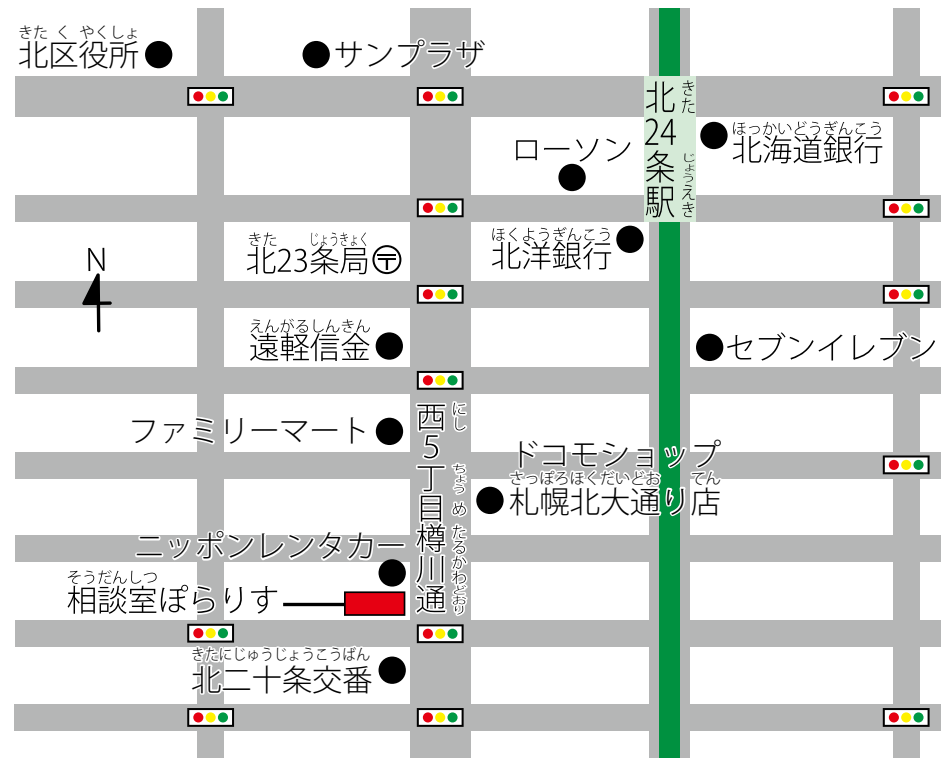 きた く やくしょ
北区役所
サンプラザ
きた じょうえき
北24条駅
ほっかいどうぎんこう
北海道銀行
ローソン
ほくようぎんこう
北洋銀行
きた じょうきょく
北23条局〒
N
えんがるしんきん
遠軽信金
セブンイレブン
ファミリーマート
にし ちょう め たるかわどおり
西5丁目樽川通
ドコモショップ
さっぽろほくだいどお てん
札幌北大通り店
ニッポンレンタカー
そうだんしつ
相談室ぽらりす
きたにじゅうじょうこうばん
北二十条交番